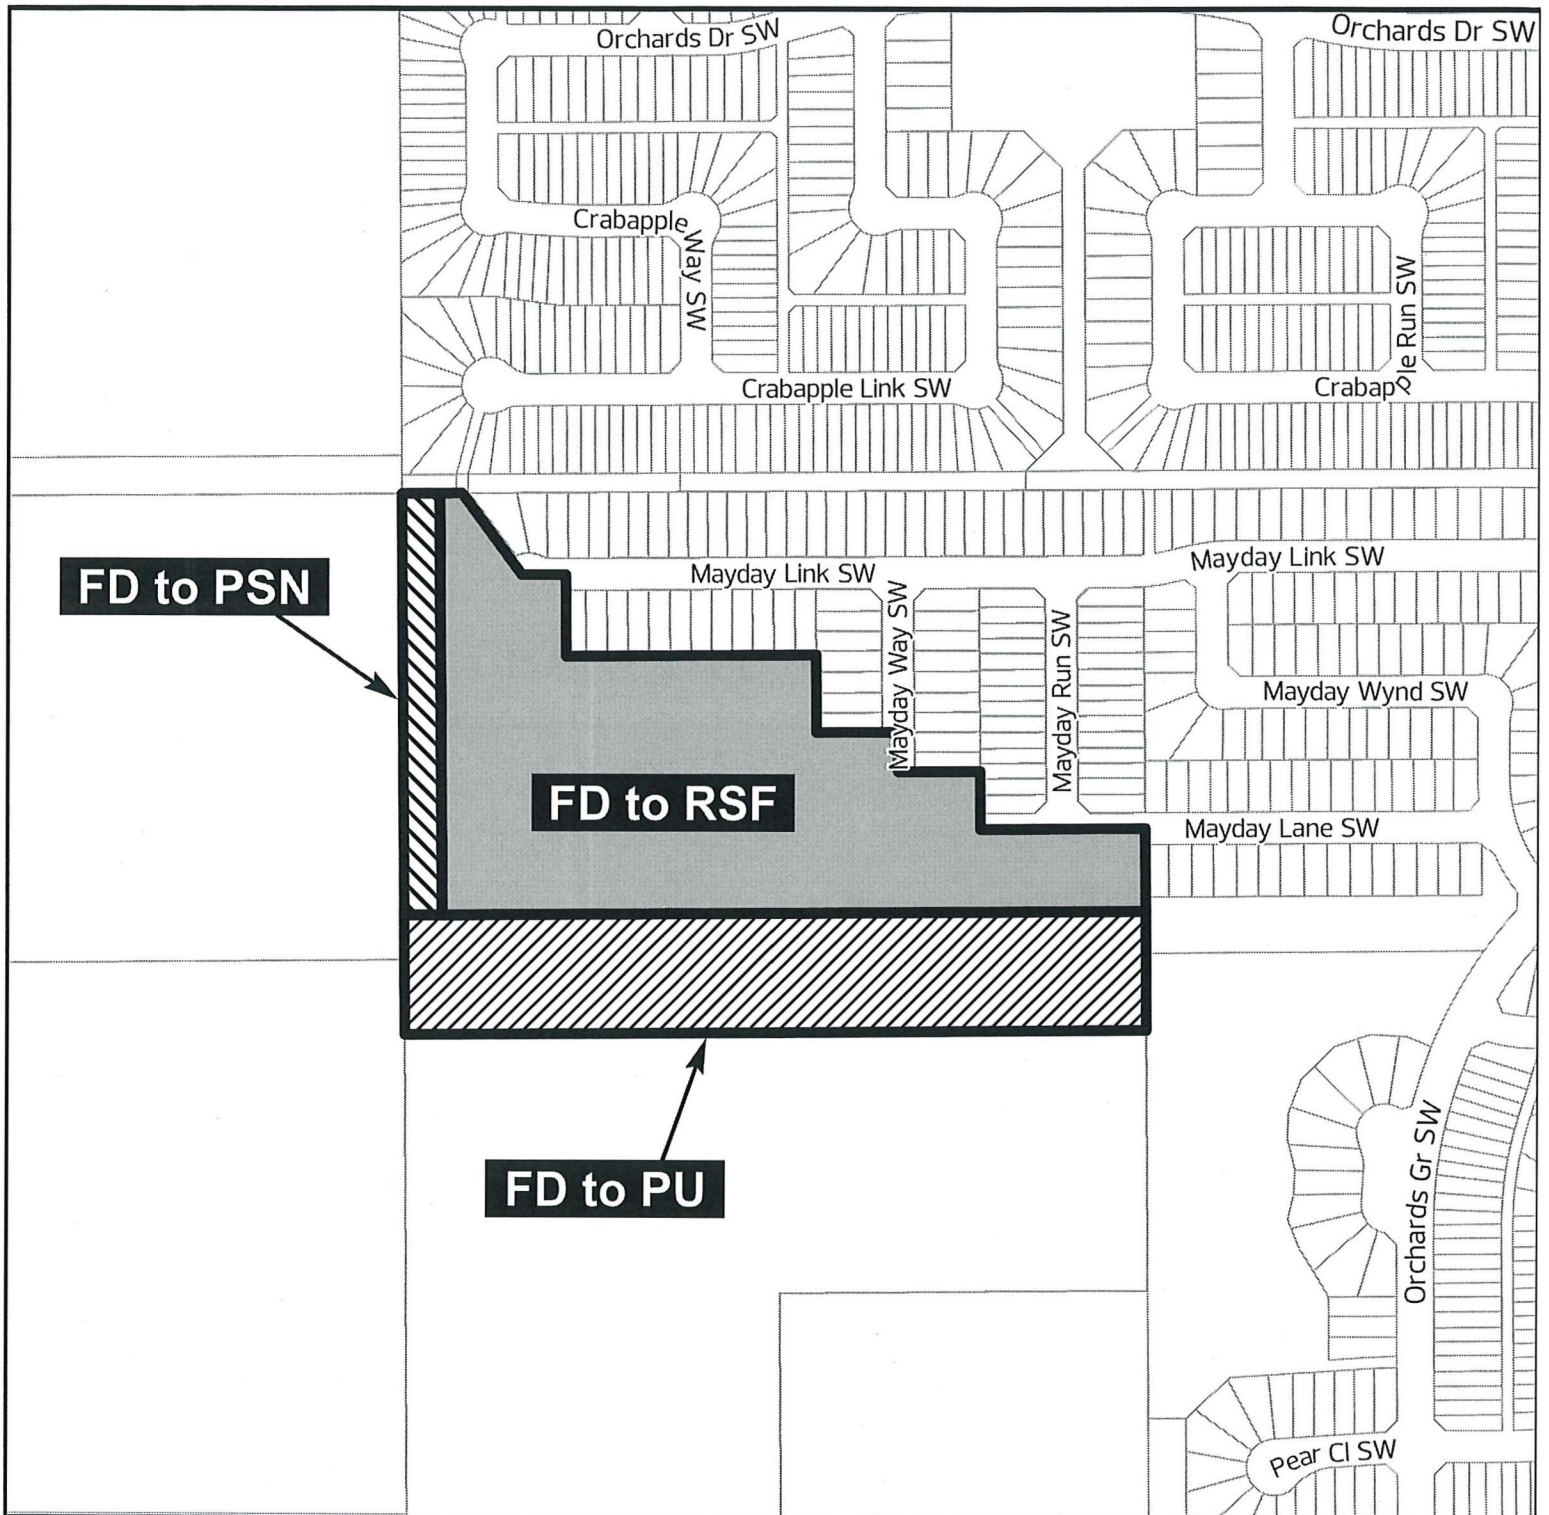 Orchards Dr SW
Orchards Dr SW
Crabapple Way SW
Crabapple Link SW
Crabapple Run SW
FD to PSN
Mayday Link SW
Mayday Link SW
Mayday Way SW
Mayday Run SW
Mayday Wynd SW
FD to RSF
Mayday Lane SW
FD to PU
Orchards Gr SW
Pear Cl SW